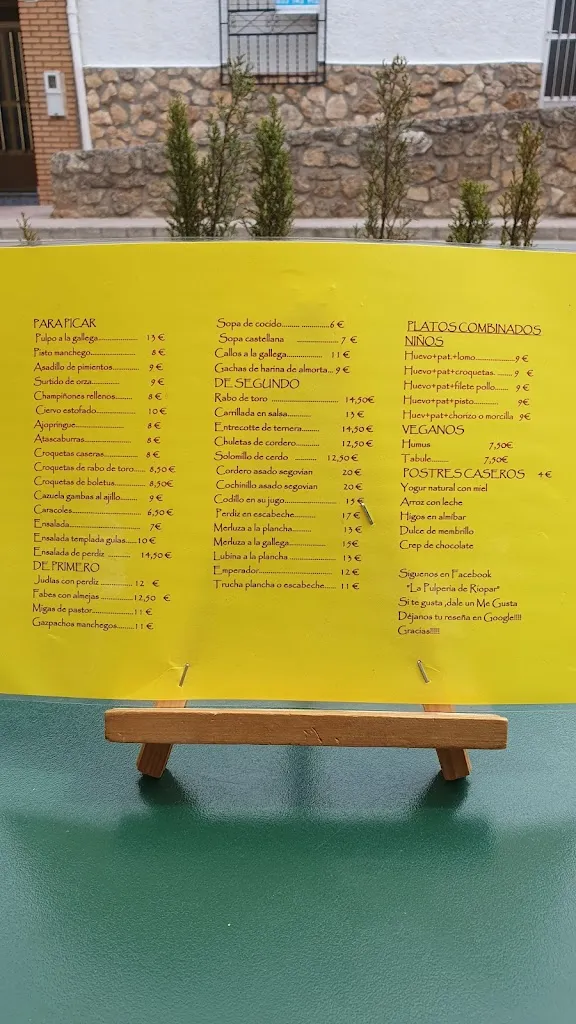 PARA PICAR
Pulpo a la gallega.................... 13 €
Pisto manchego...................... 8 €
Asadillo de pimientos............. 9 €
Surtido de orza..................... 9 €
Champiñones rellenos........ 8 €
Ciervo estofado.................. 10 €
Ajopringue......................... 8 €
Atascaburras....................... 8 €
Croquetas caseras................ 8 €
Croquetas de rabo de toro..... 8,50 €
Croquetas de boletus............ 8,50€
Cazuela gambas al ajillo....... 9 €
Caracoles............................ 6,50 €
Ensalada............................ 7€
Ensalada templada gulas.....10 €
Ensalada de perdiz ........... 14,50 €
DE PRIMERO
Judías con perdiz ............... 12 €
Fabes con almejas ...............12,50 €
Migas de pastor...................11 €
Gazpachos manchegos.........11 €
Sopa de cocido......... ..............6 €
Sopa castellana ................... 7 €
Callos a la gallega............... 11 €
Gachas de harina de almorta... 9 €
DE SEGUNDO
Rabo de toro ................................ 14,50€
Carrillada en salsa............ 13 €
Entrecotte de ternera......... 14,50 €
Chuletas de cordero........... 12,50 €
Solomillo de cerdo ........... 12,50 €
Cordero asado segovian 20 €
Cochinillo asado segovian 20 €
Codillo en su jugo......................... 15 €
Perdiz en escabeche............... 17 €
Merluza a la plancha............ 13 €
Merluza a la gallega............... 15€
Lubina a la plancha ............... 13 €
Emperador........................... 12 €
Trucha plancha o escabeche...... 11 €
PLATOS COMBINADOS
NIÑOS
Huevo+pat.+lomo..................9 €
Huevo+pat+croquetas. ........ 9 €
Huevo+pat+filete pollo....... 9 €
Huevo+pat+pisto............ 9€
Huev+pat+chorizo o morcilla 9€
VEGANOS
Humus 7,50€
Tabule........ 7,50€
POSTRES CASEROS 4 €
Yogur natural con miel
Arroz con leche
Higos en almíbar
Dulce de membrillo
Crep de chocolate
Siguenos en Facebook
"La Pulpería de Riopar"
Si te gusta ,dale un Me Gusta
Déjanos tu reseña en Google!!!!
Gracias!!!!!